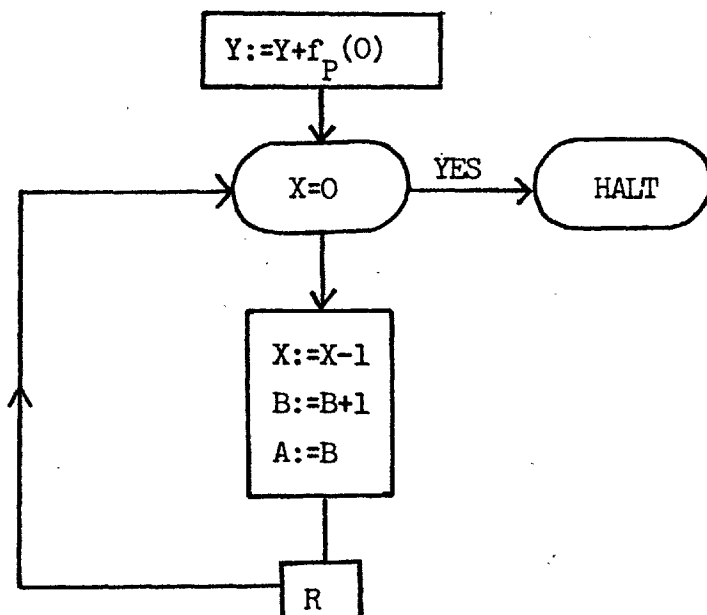 Y:=Y+f_P(0)
X=0
YES
HALT
X:=X-1
B:=B+1
A:=B
R